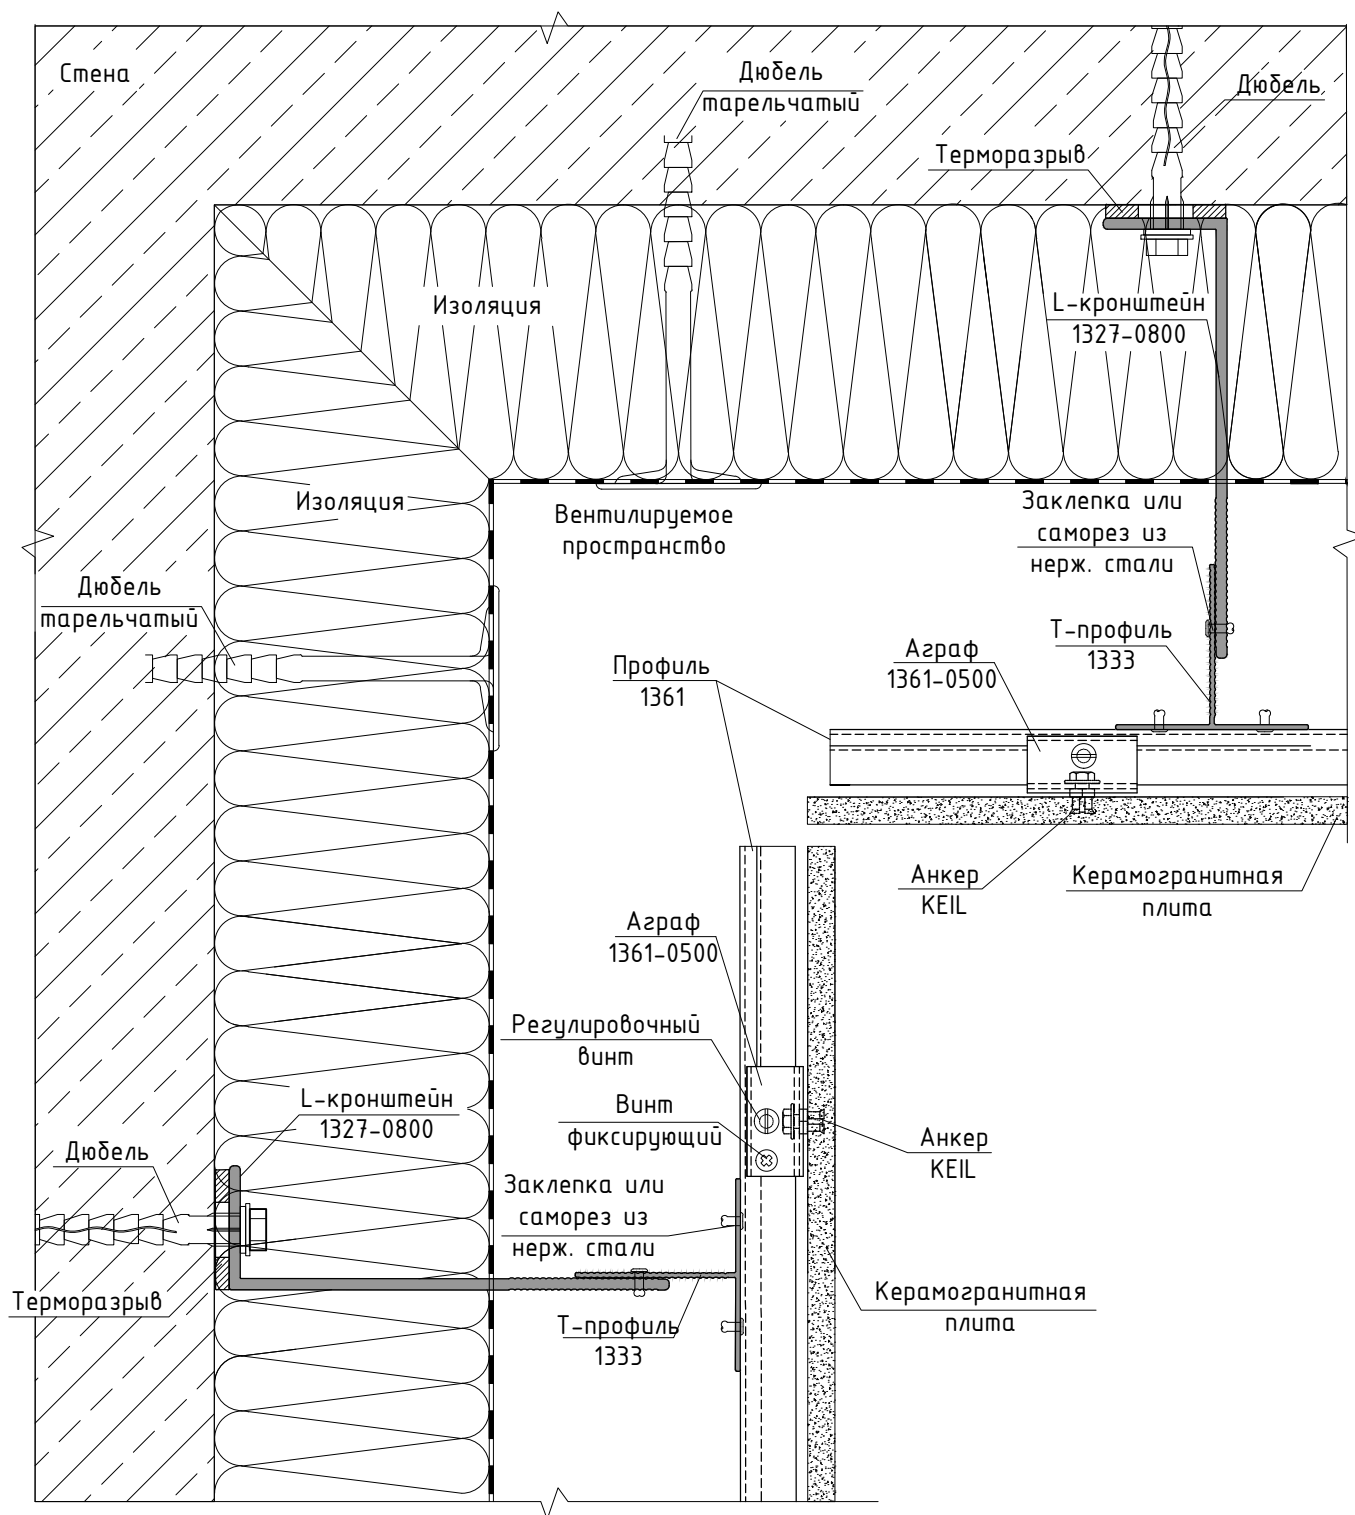 Стена
Дюбель
тарельчатый
Дюбель
Терморазрыв
Изоляция
L-кронштейн
1327-0800
Изоляция
Вентилируемое
пространство
Заклепка или
саморез из
нерж. стали
Дюбель
тарельчатый
Т-профиль
1333
Аграф
1361-0500
Профиль
1361
Анкер
KEIL
Керамогранитная
плита
Аграф
1361-0500
Регулировочный
винт
L-кронштейн
1327-0800
Винт
фиксирующий
Анкер
KEIL
Дюбель
Заклепка или
саморез из
нерж. стали
Терморазрыв
Керамогранитная
плита
Т-профиль
1333